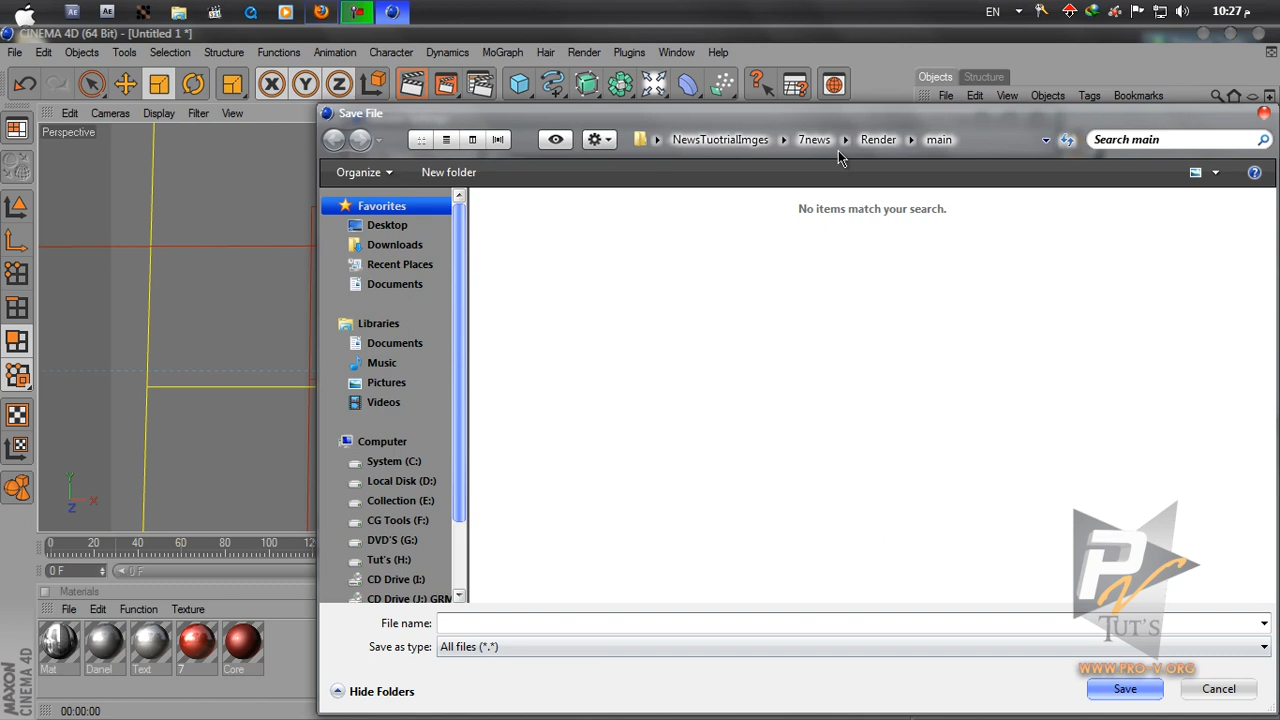 EN
10:27 م
CINEMA 4D (64 Bit) - [Untitled 1 *]
File Edit Objects Tools Selection Structure Functions Animation Character Dynamics MoGraph Hair Render Plugins Window Help
X Y Z
Objects Structure
File Edit View Objects Tags Bookmarks
Edit Cameras Display Filter View
Perspective
Save File
NewsTuotrialImges 7news Render main
Search main
Organize New folder
No items match your search.
Favorites
Desktop
Downloads
Recent Places
Documents
Libraries
Documents
Music
Pictures
Videos
Computer
System (C:)
Local Disk (D:)
Collection (E:)
CG Tools (F:)
DVD'S (G:)
Tut's (H:)
CD Drive (I:)
CD Drive (J:) GRM
Y
X
Z
0 20 40 60 80 100
0 F
0 F
Materials
File Edit Function Texture
Mat Danel Text 7 Core
File name:
Save as type: All files (*.*)
Hide Folders
Save Cancel
PV
TUT'S
WWW.PRO-V.ORG
MAXON
CINEMA 4D
00:00:00